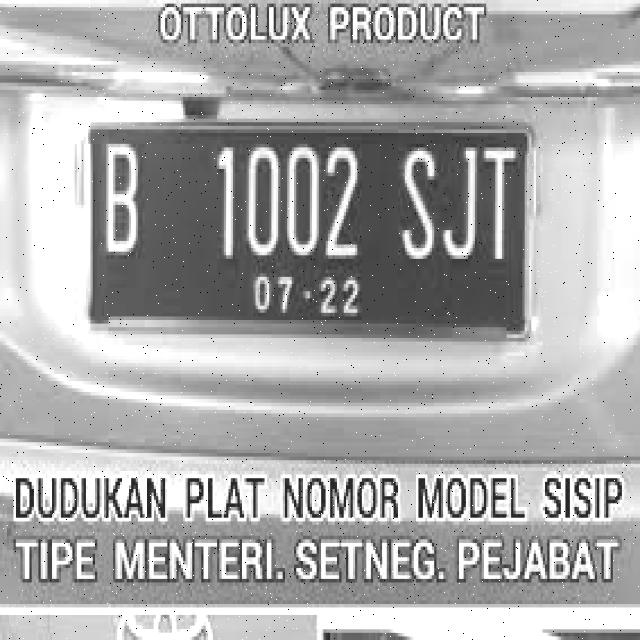 OTTOLUX PRODUCT
B 1002 SJT
07·22
DUDUKAN PLAT NOMOR MODEL SISIP
TIPE MENTERI. SETNEG. PEJABAT